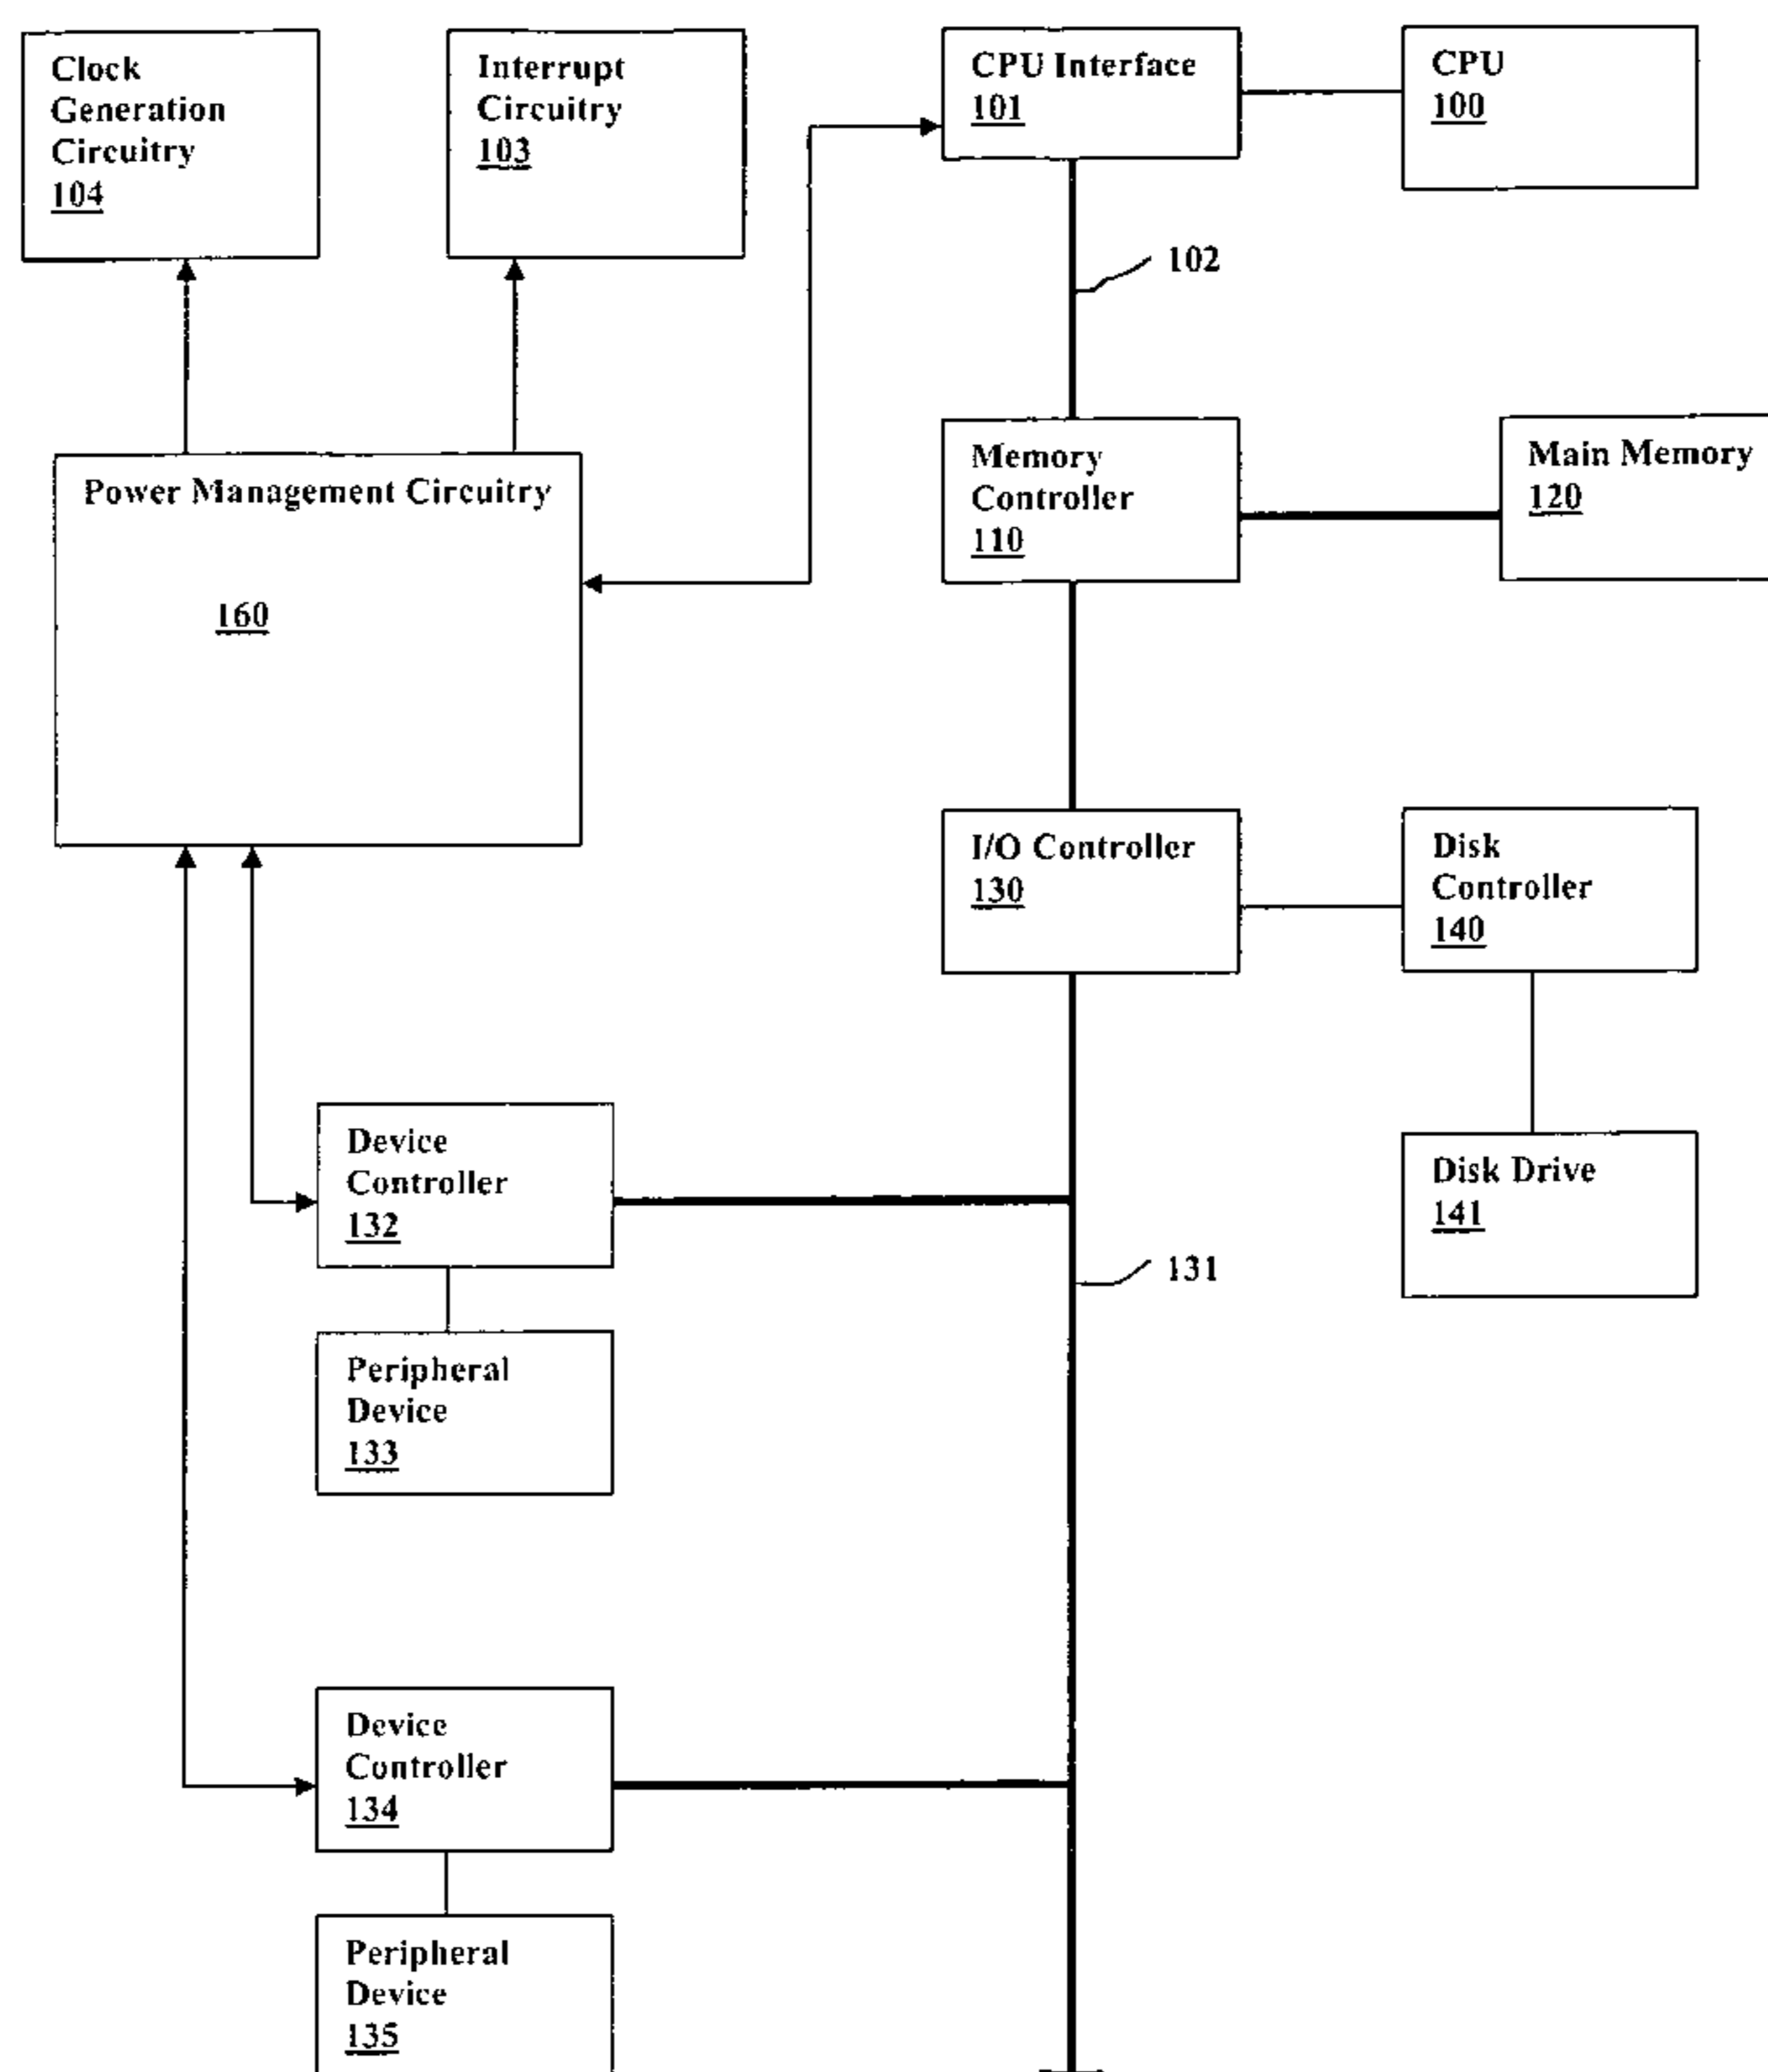 Clock
Generation
Circuitry
104
Interrupt
Circuitry
103
CPU Interface
101
CPU
100
102
Power Management Circuitry
160
Memory
Controller
110
Main Memory
120
I/O Controller
130
Disk
Controller
140
Device
Controller
132
Disk Drive
141
131
Peripheral
Device
133
Device
Controller
134
Peripheral
Device
135